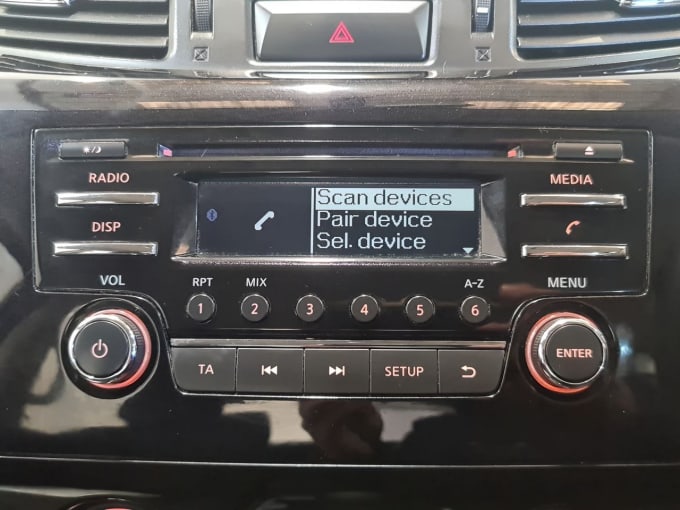 RADIO
MEDIA
Scan devices
Pair device
Sel. device
DISP
VOL
MENU
RPT MIX A-Z
1 2 3 4 5 6
ENTER
TA SETUP